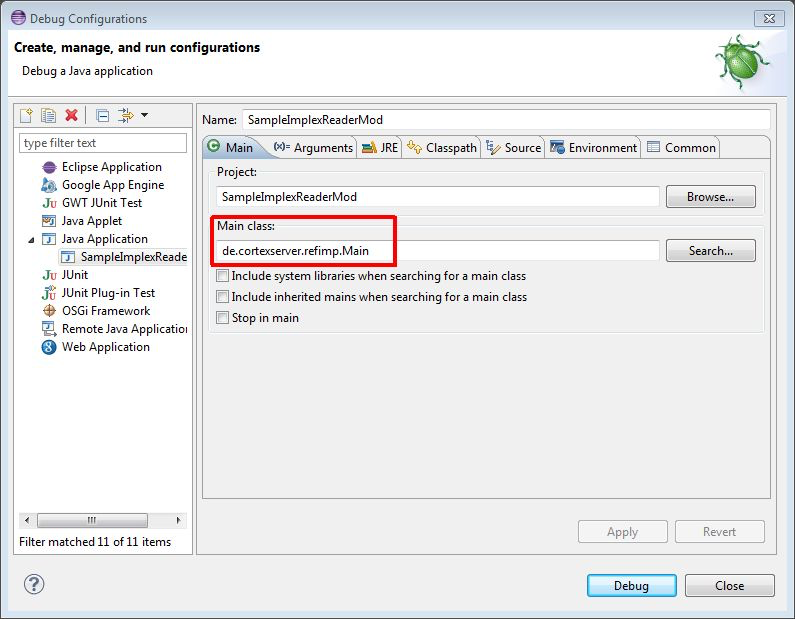 Debug Configurations
Create, manage, and run configurations
Debug a Java application
type filter text
Eclipse Application
Google App Engine
GWT JUnit Test
Java Applet
Java Application
SampleImplexReade
JUnit
JUnit Plug-in Test
OSGi Framework
Remote Java Application
Web Application
Filter matched 11 of 11 items
Name: SampleImplexReaderMod
Main (x)= Arguments JRE Classpath Source Environment Common
Project:
SampleImplexReaderMod Browse...
Main class:
de.cortexserver.refimp.Main Search...
Include system libraries when searching for a main class
Include inherited mains when searching for a main class
Stop in main
Apply Revert
? Debug Close